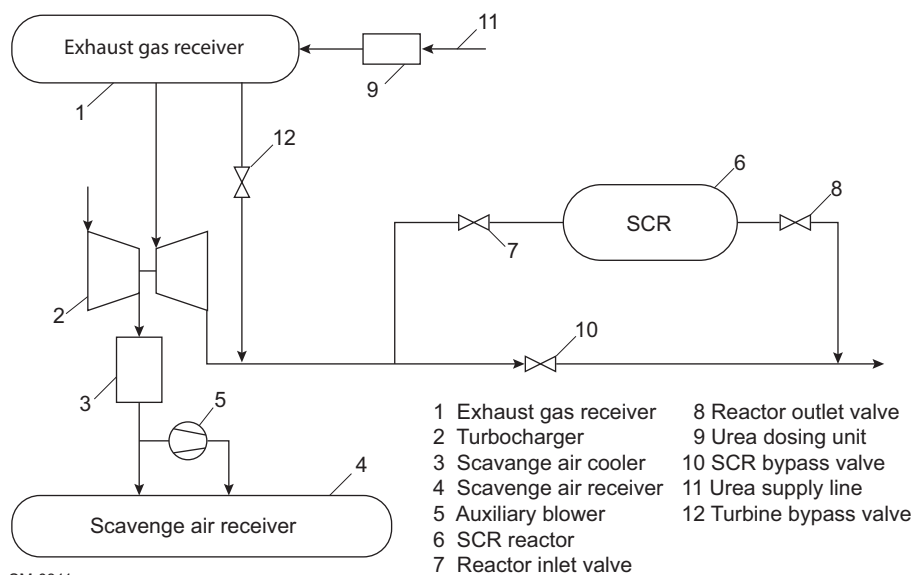 Exhaust gas receiver
11
9
1
12
6
8
SCR
7
2
10
3
5
4
Scavenge air receiver
1 Exhaust gas receiver
2 Turbocharger
3 Scavange air cooler
4 Scavenge air receiver
5 Auxiliary blower
6 SCR reactor
7 Reactor inlet valve
8 Reactor outlet valve
9 Urea dosing unit
10 SCR bypass valve
11 Urea supply line
12 Turbine bypass valve